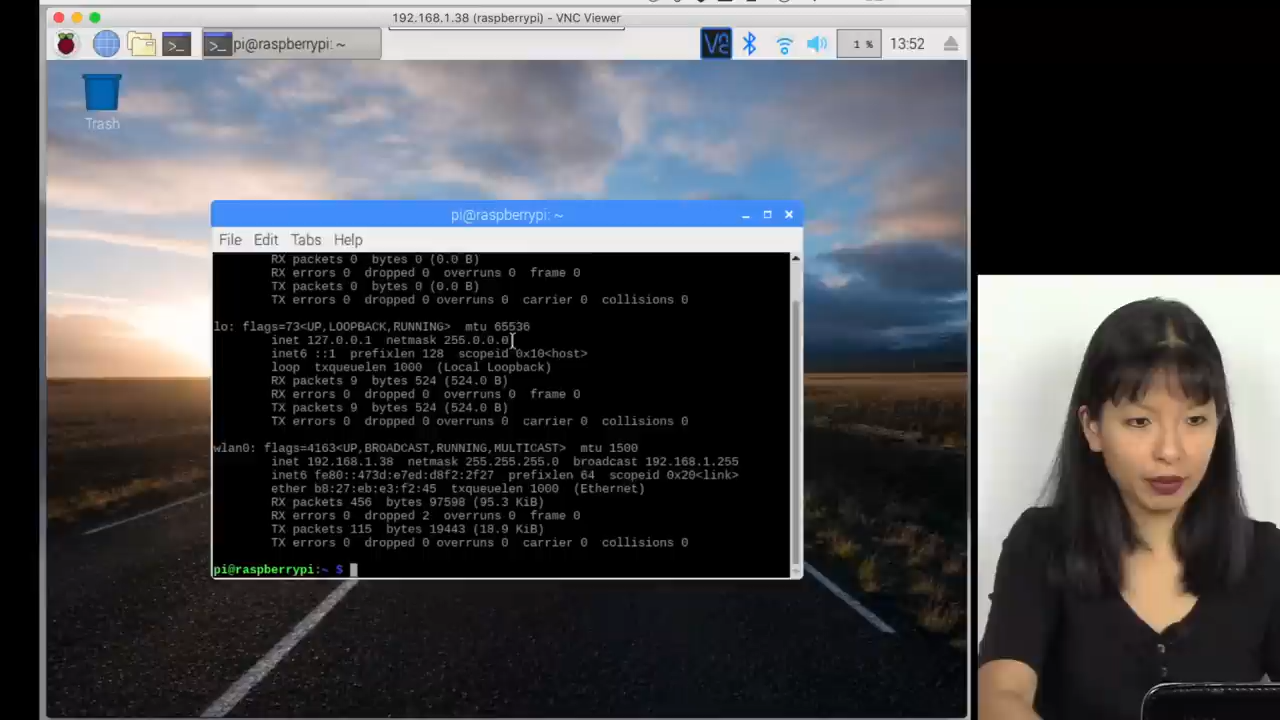 192.168.1.38 (raspberrypi) - VNC Viewer
pi@raspberrypi: ~
1 %
13:52
Trash
pi@raspberrypi: ~
File Edit Tabs Help
RX packets 0 bytes 0 (0.0 B)
RX errors 0 dropped 0 overruns 0 frame 0
TX packets 0 bytes 0 (0.0 B)
TX errors 0 dropped 0 overruns 0 carrier 0 collisions 0
lo: flags=73<UP,LOOPBACK,RUNNING> mtu 65536
inet 127.0.0.1 netmask 255.0.0.0
inet6 ::1 prefixlen 128 scopeid 0x10<host>
loop txqueuelen 1000 (Local Loopback)
RX packets 9 bytes 524 (524.0 B)
RX errors 0 dropped 0 overruns 0 frame 0
TX packets 9 bytes 524 (524.0 B)
TX errors 0 dropped 0 overruns 0 carrier 0 collisions 0
wlan0: flags=4163<UP,BROADCAST,RUNNING,MULTICAST> mtu 1500
inet 192.168.1.38 netmask 255.255.255.0 broadcast 192.168.1.255
inet6 fe80::473d:e7ed:d8f2:2f27 prefixlen 64 scopeid 0x20<link>
ether b8:27:eb:e3:f2:45 txqueuelen 1000 (Ethernet)
RX packets 456 bytes 97598 (95.3 KiB)
RX errors 0 dropped 2 overruns 0 frame 0
TX packets 115 bytes 19443 (18.9 KiB)
TX errors 0 dropped 0 overruns 0 carrier 0 collisions 0
pi@raspberrypi:~ $